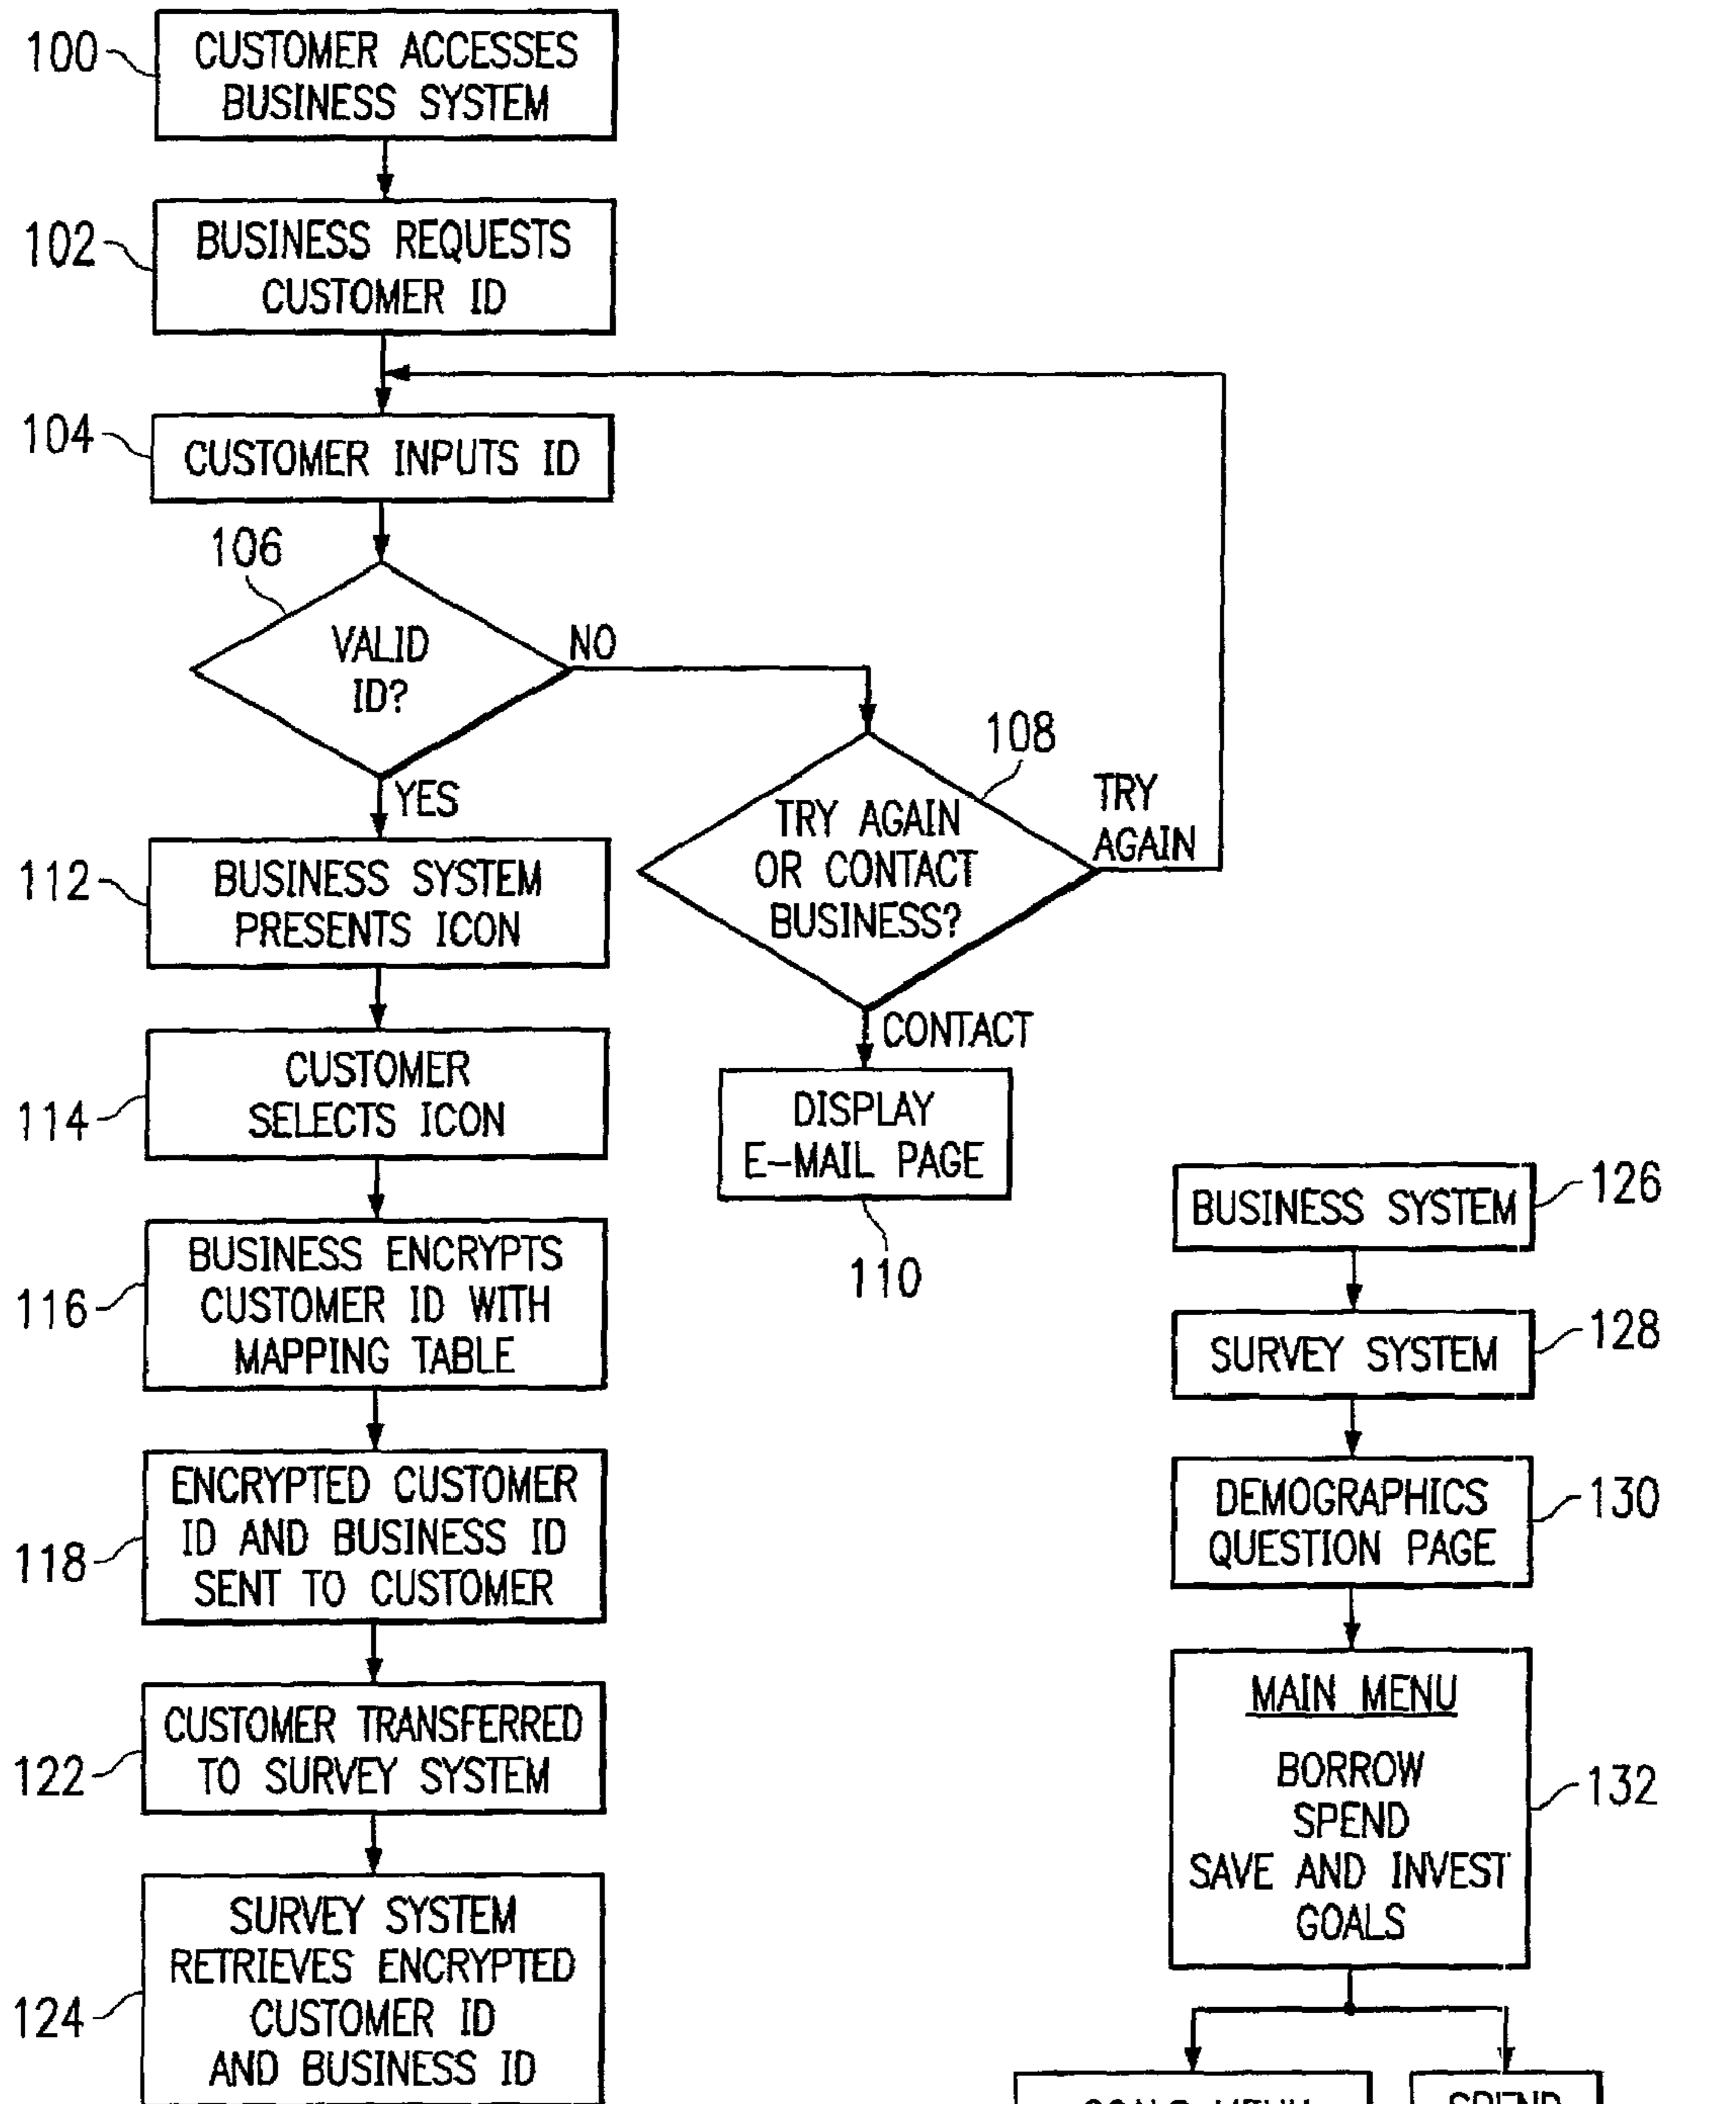 100
CUSTOMER ACCESSES
BUSINESS SYSTEM
102
BUSINESS REQUESTS
CUSTOMER ID
104
CUSTOMER INPUTS ID
106
VALID
ID?
NO
YES
108
TRY AGAIN
OR CONTACT
BUSINESS?
TRY
AGAIN
CONTACT
DISPLAY
E-MAIL PAGE
110
112
BUSINESS SYSTEM
PRESENTS ICON
114
CUSTOMER
SELECTS ICON
116
BUSINESS ENCRYPTS
CUSTOMER ID WITH
MAPPING TABLE
118
ENCRYPTED CUSTOMER
ID AND BUSINESS ID
SENT TO CUSTOMER
122
CUSTOMER TRANSFERRED
TO SURVEY SYSTEM
124
SURVEY SYSTEM
RETRIEVES ENCRYPTED
CUSTOMER ID
AND BUSINESS ID
BUSINESS SYSTEM
126
SURVEY SYSTEM
128
DEMOGRAPHICS
QUESTION PAGE
130
MAIN MENU
BORROW
SPEND
SAVE AND INVEST
GOALS
132
SPEND